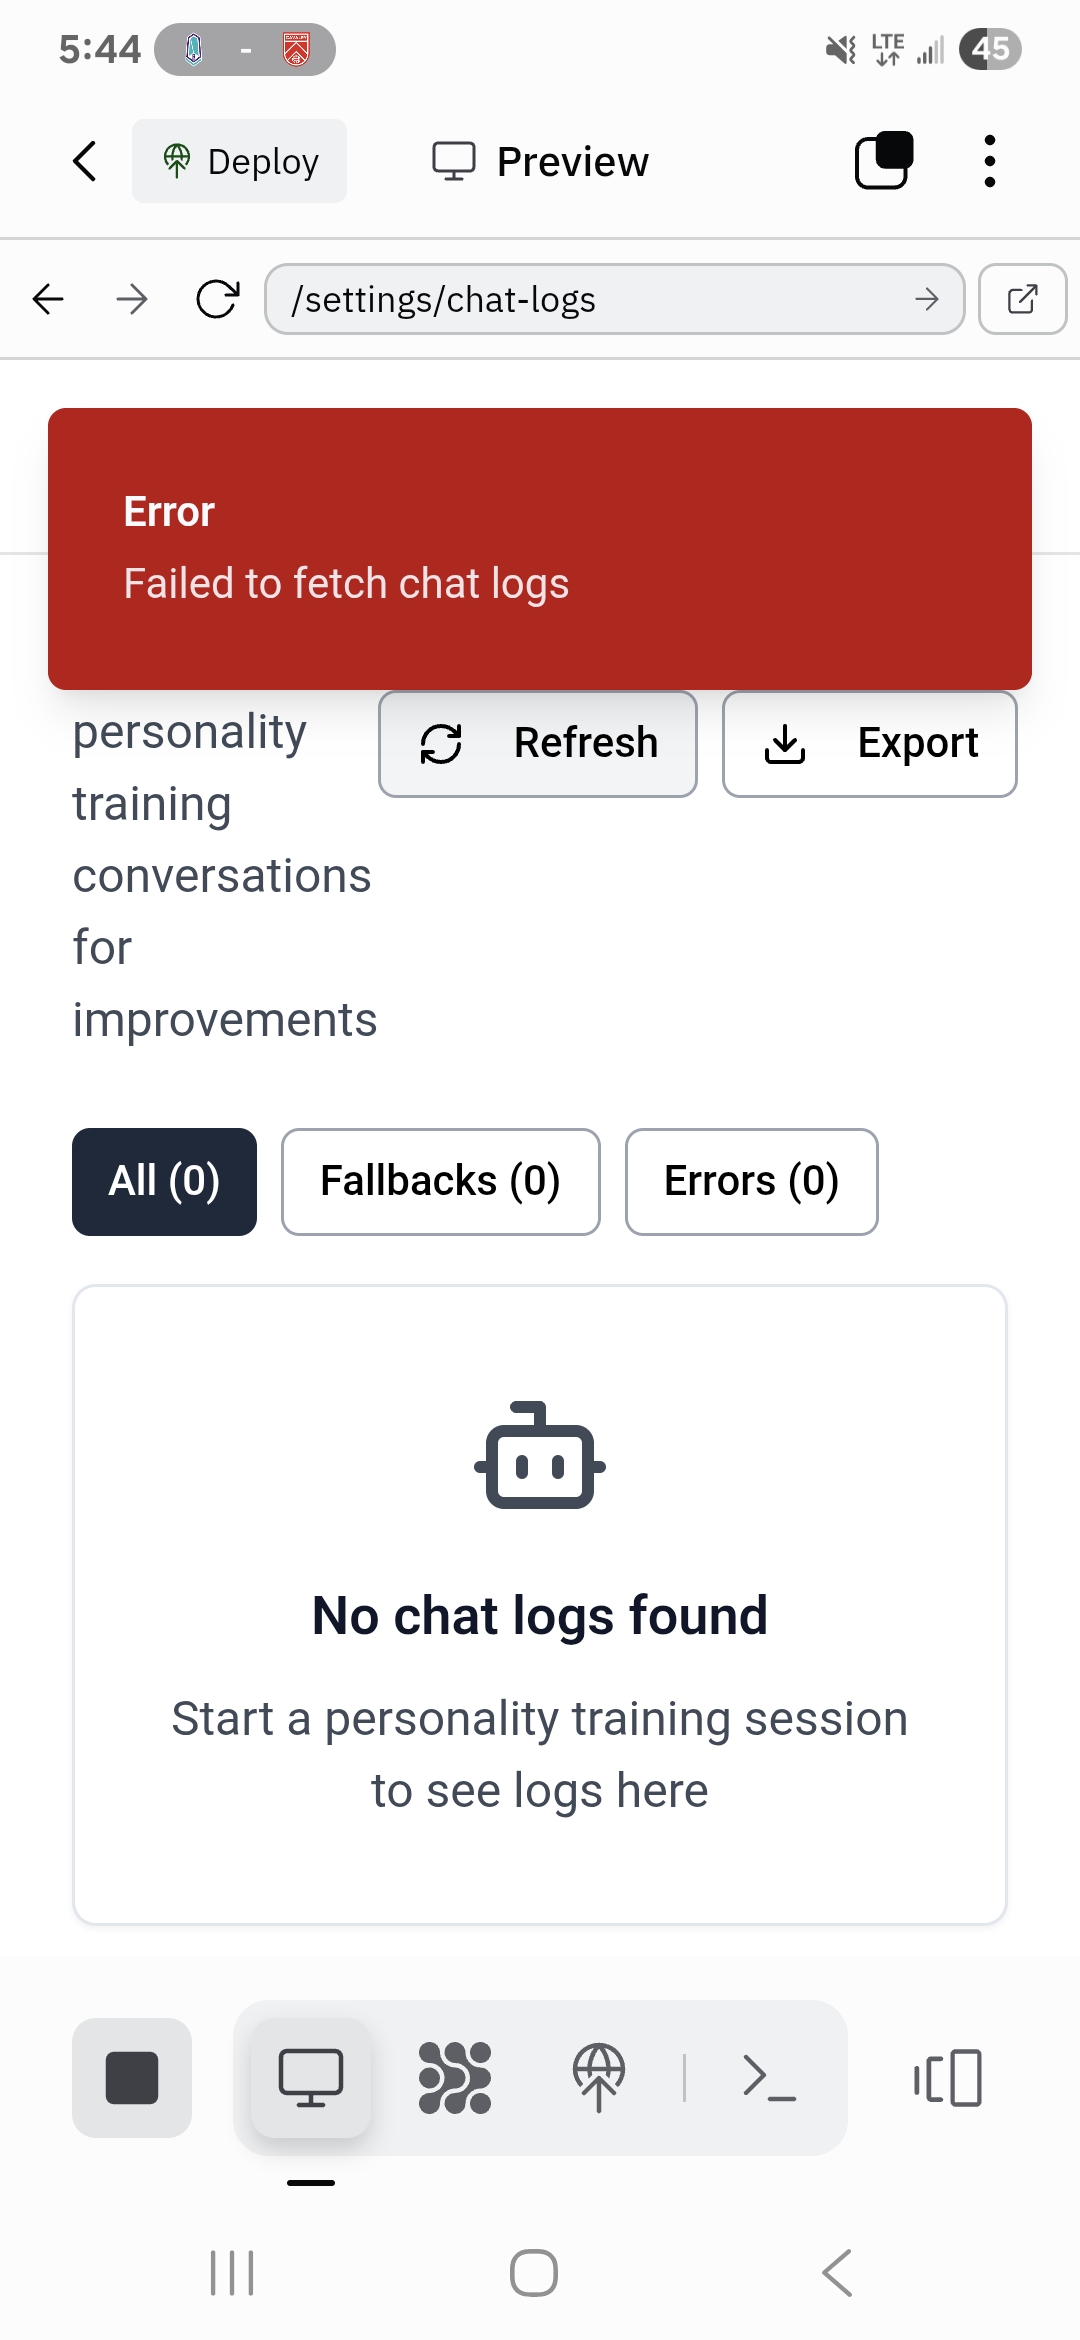 5:44
-
LTE
45
Deploy
Preview
/settings/chat-logs
Error
Failed to fetch chat logs
personality
training
conversations
for
improvements
Refresh
Export
All (0)
Fallbacks (0)
Errors (0)
No chat logs found
Start a personality training session
to see logs here